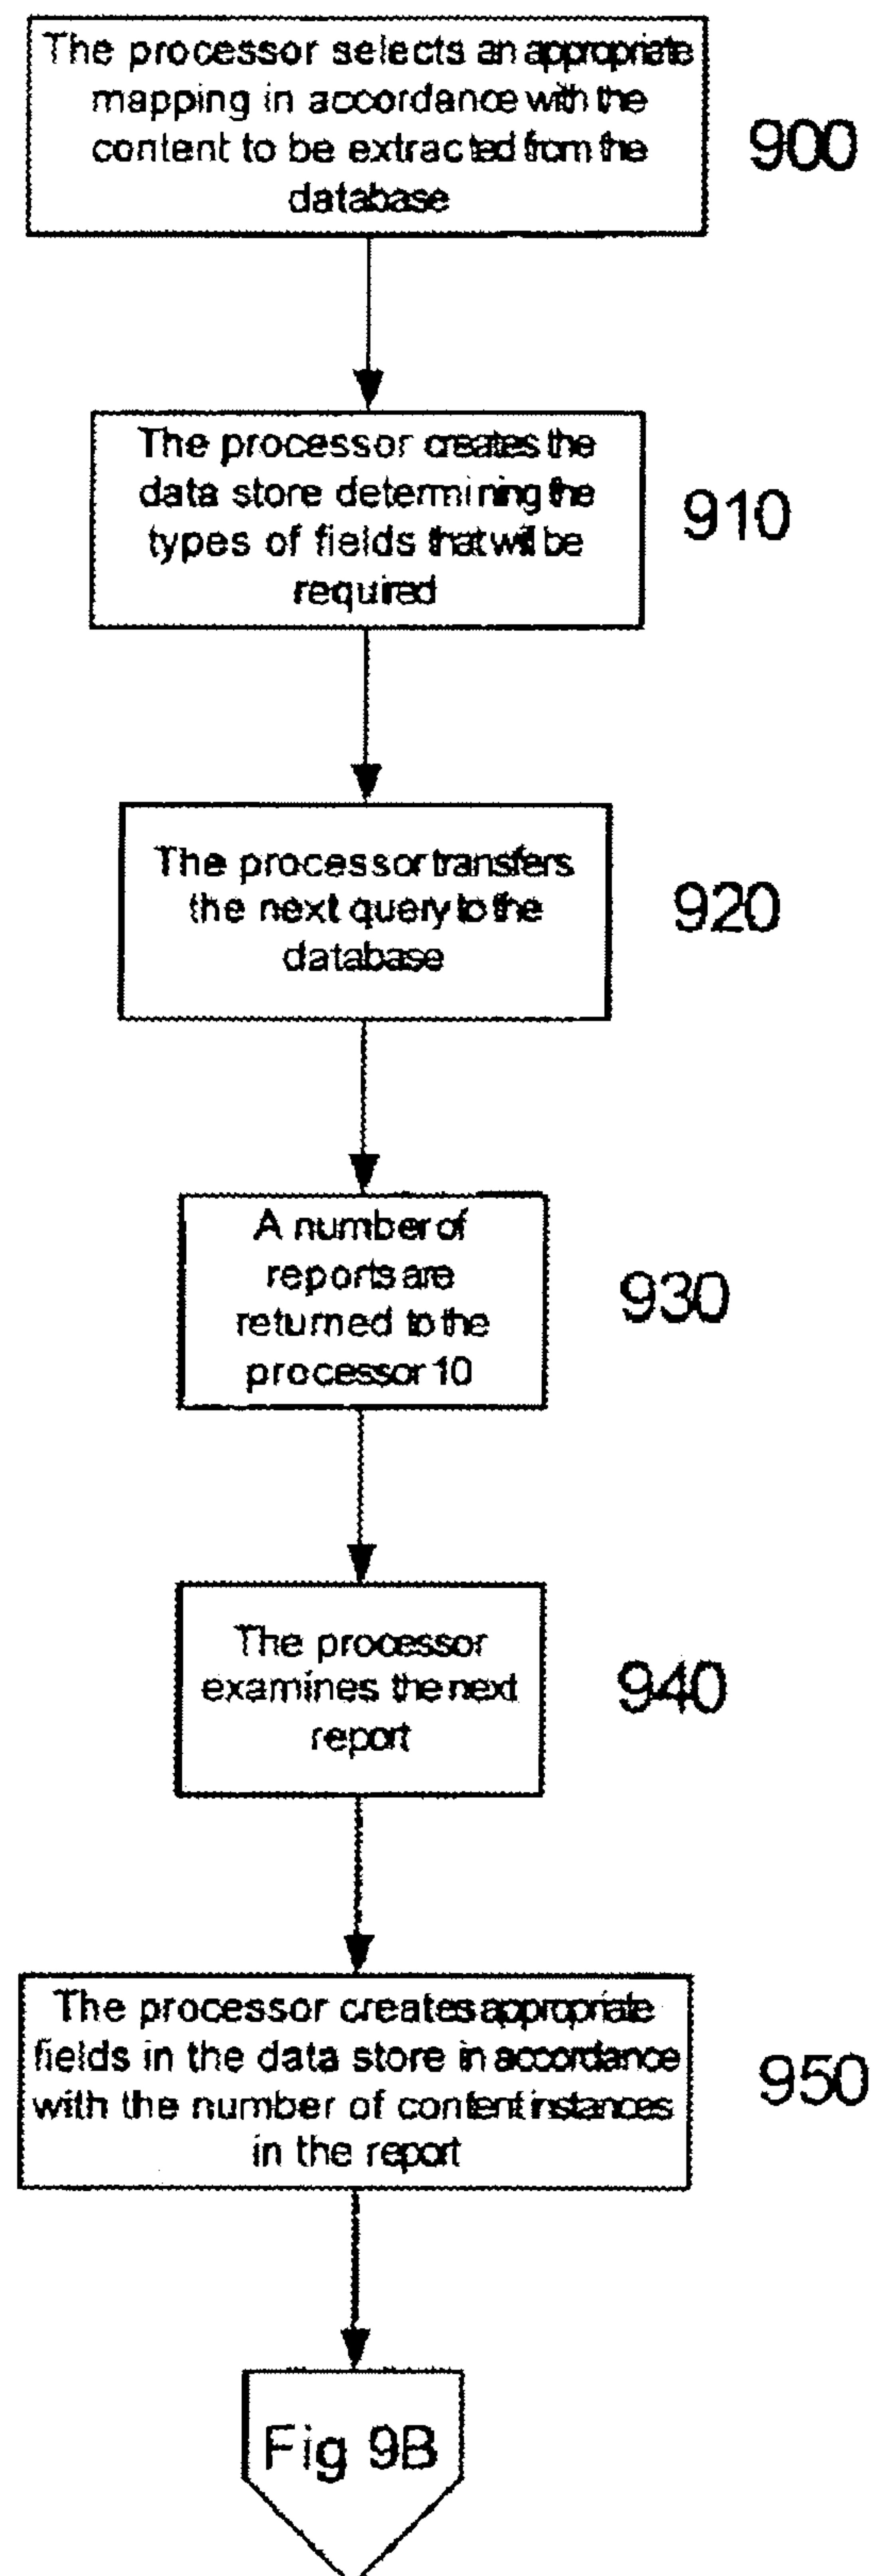 The processor selects an appropriate
mapping in accordance with the
content to be extracted from the
database
900
The processor creates the
data store determining the
types of fields that will be
required
910
The processor transfers
the next query to the
database
920
A number of
reports are
returned to the
processor 10
930
The processor
examines the next
report
940
The processor creates appropriate
fields in the data store in accordance
with the number of content instances
in the report
950
Fig 9B